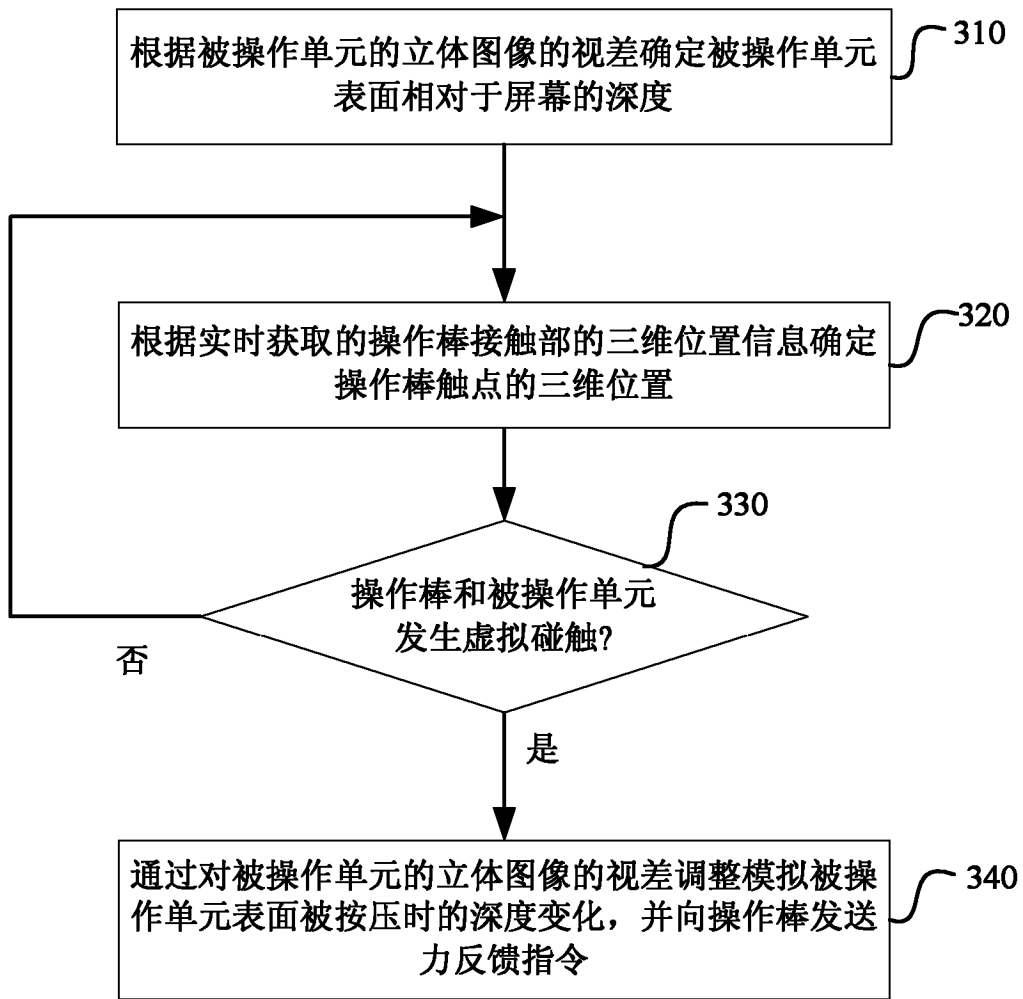 根据被操作单元的立体图像的视差确定被操作单元
表面相对于屏幕的深度
310
根据实时获取的操作棒接触部的三维位置信息确定
操作棒触点的三维位置
320
330
操作棒和被操作单元
发生虚拟碰触?
否
是
通过对被操作单元的立体图像的视差调整模拟被操
作单元表面被按压时的深度变化，并向操作棒发送
力反馈指令
340